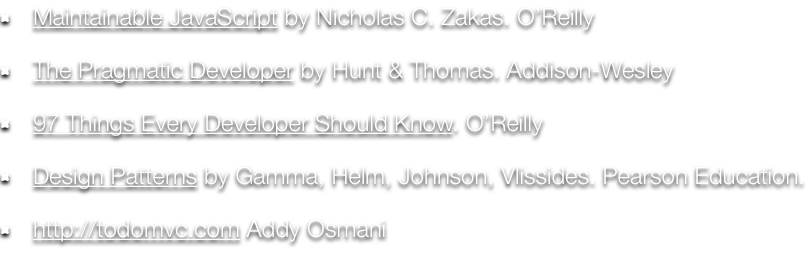 ▪ Maintainable JavaScript by Nicholas C. Zakas. O'Reilly
▪ The Pragmatic Developer by Hunt & Thomas. Addison-Wesley
▪ 97 Things Every Developer Should Know. O'Reilly
▪ Design Patterns by Gamma, Helm, Johnson, Vlissides. Pearson Education.
▪ http://todomvc.com Addy Osmani